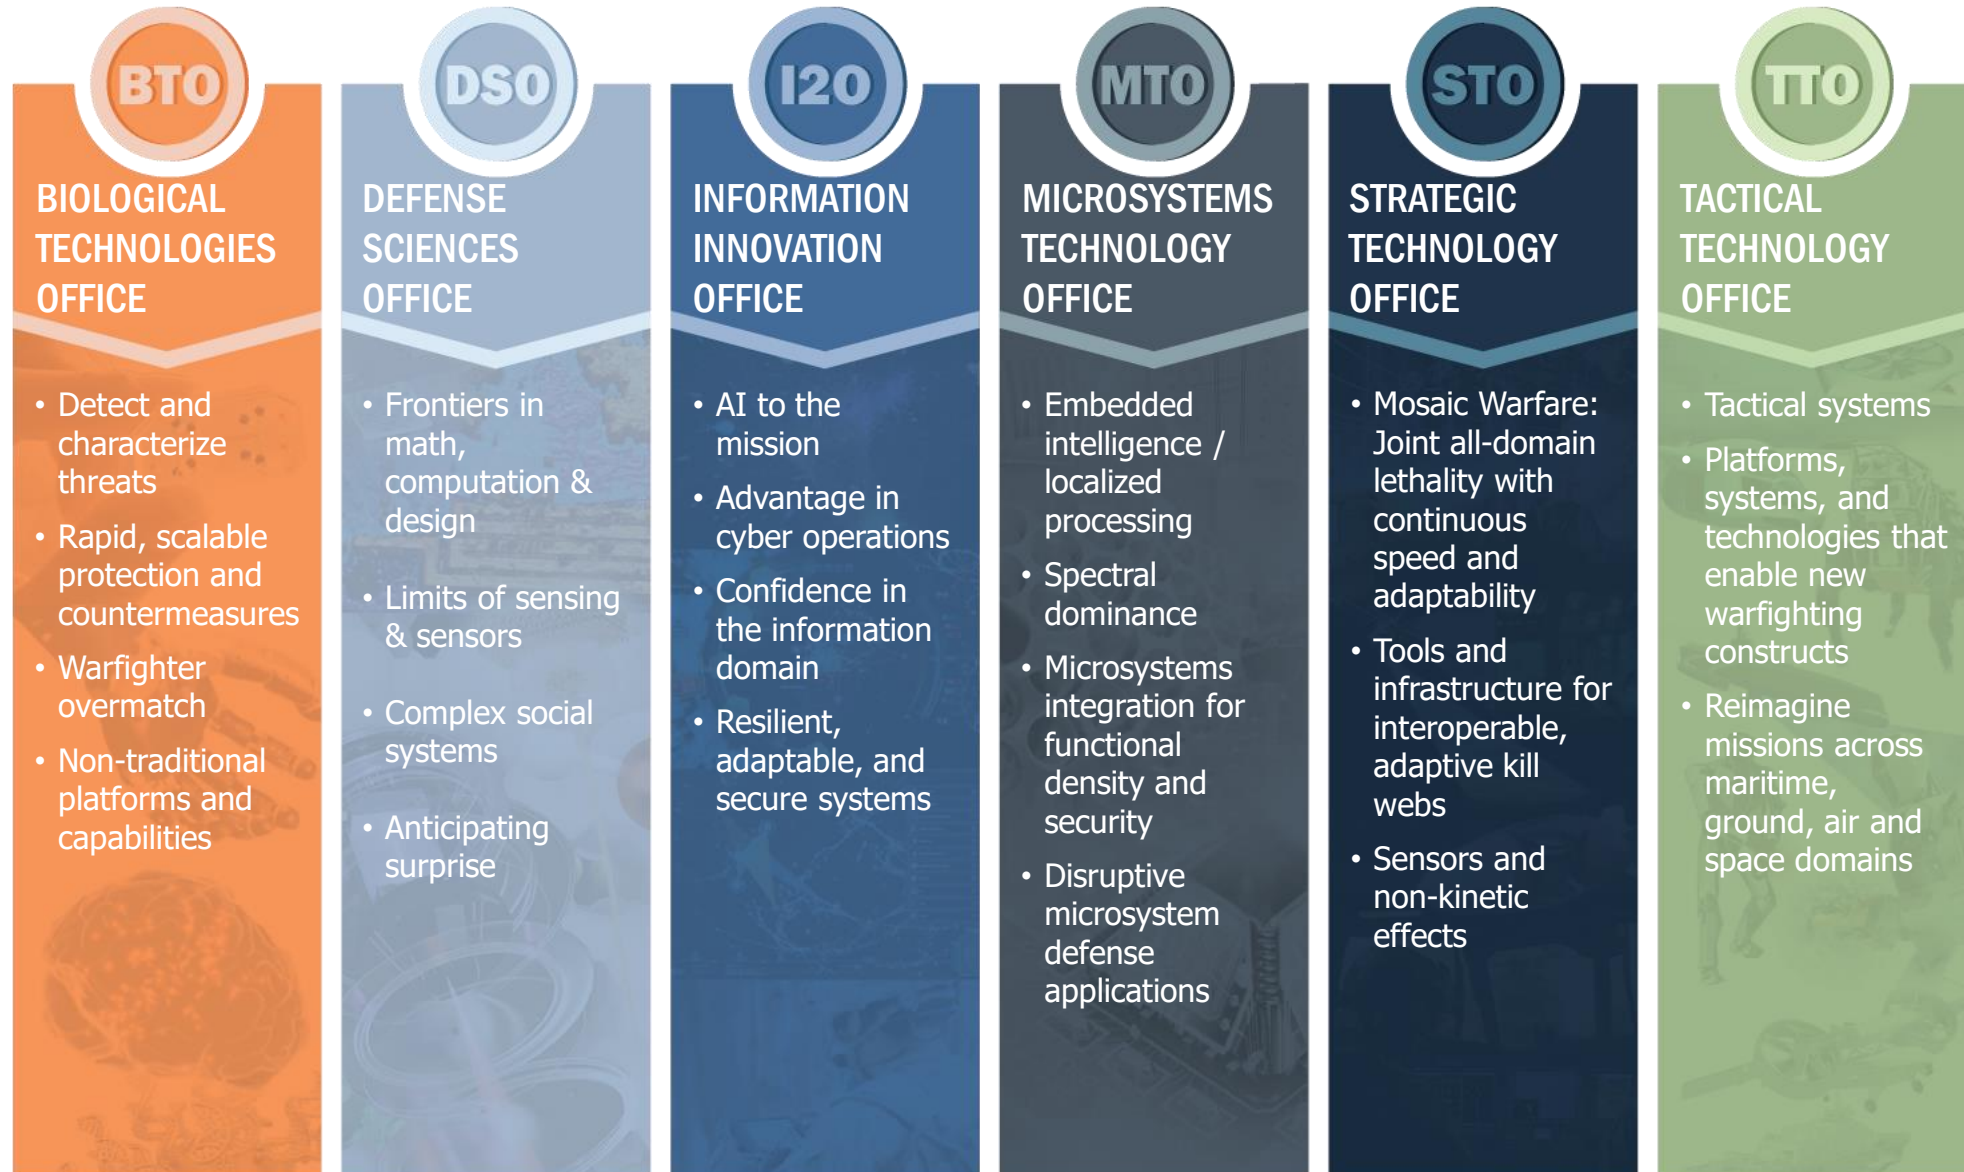 BTO
BIOLOGICAL
TECHNOLOGIES
OFFICE
• Detect and
characterize
threats
• Rapid, scalable
protection and
countermeasures
• Warfighter
overmatch
• Non-traditional
platforms and
capabilities
DSO
DEFENSE
SCIENCES
OFFICE
• Frontiers in
math,
computation &
design
• Limits of sensing
& sensors
• Complex social
systems
• Anticipating
surprise
I2O
INFORMATION
INNOVATION
OFFICE
• AI to the
mission
• Advantage in
cyber operations
• Confidence in
the information
domain
• Resilient,
adaptable, and
secure systems
MTO
MICROSYSTEMS
TECHNOLOGY
OFFICE
• Embedded
intelligence /
localized
processing
• Spectral
dominance
• Microsystems
integration for
functional
density and
security
• Disruptive
microsystem
defense
applications
STO
STRATEGIC
TECHNOLOGY
OFFICE
• Mosaic Warfare:
Joint all-domain
lethality with
continuous
speed and
adaptability
• Tools and
infrastructure for
interoperable,
adaptive kill
webs
• Sensors and
non-kinetic
effects
TTO
TACTICAL
TECHNOLOGY
OFFICE
• Tactical systems
• Platforms,
systems, and
technologies that
enable new
warfighting
constructs
• Reimagine
missions across
maritime,
ground, air and
space domains